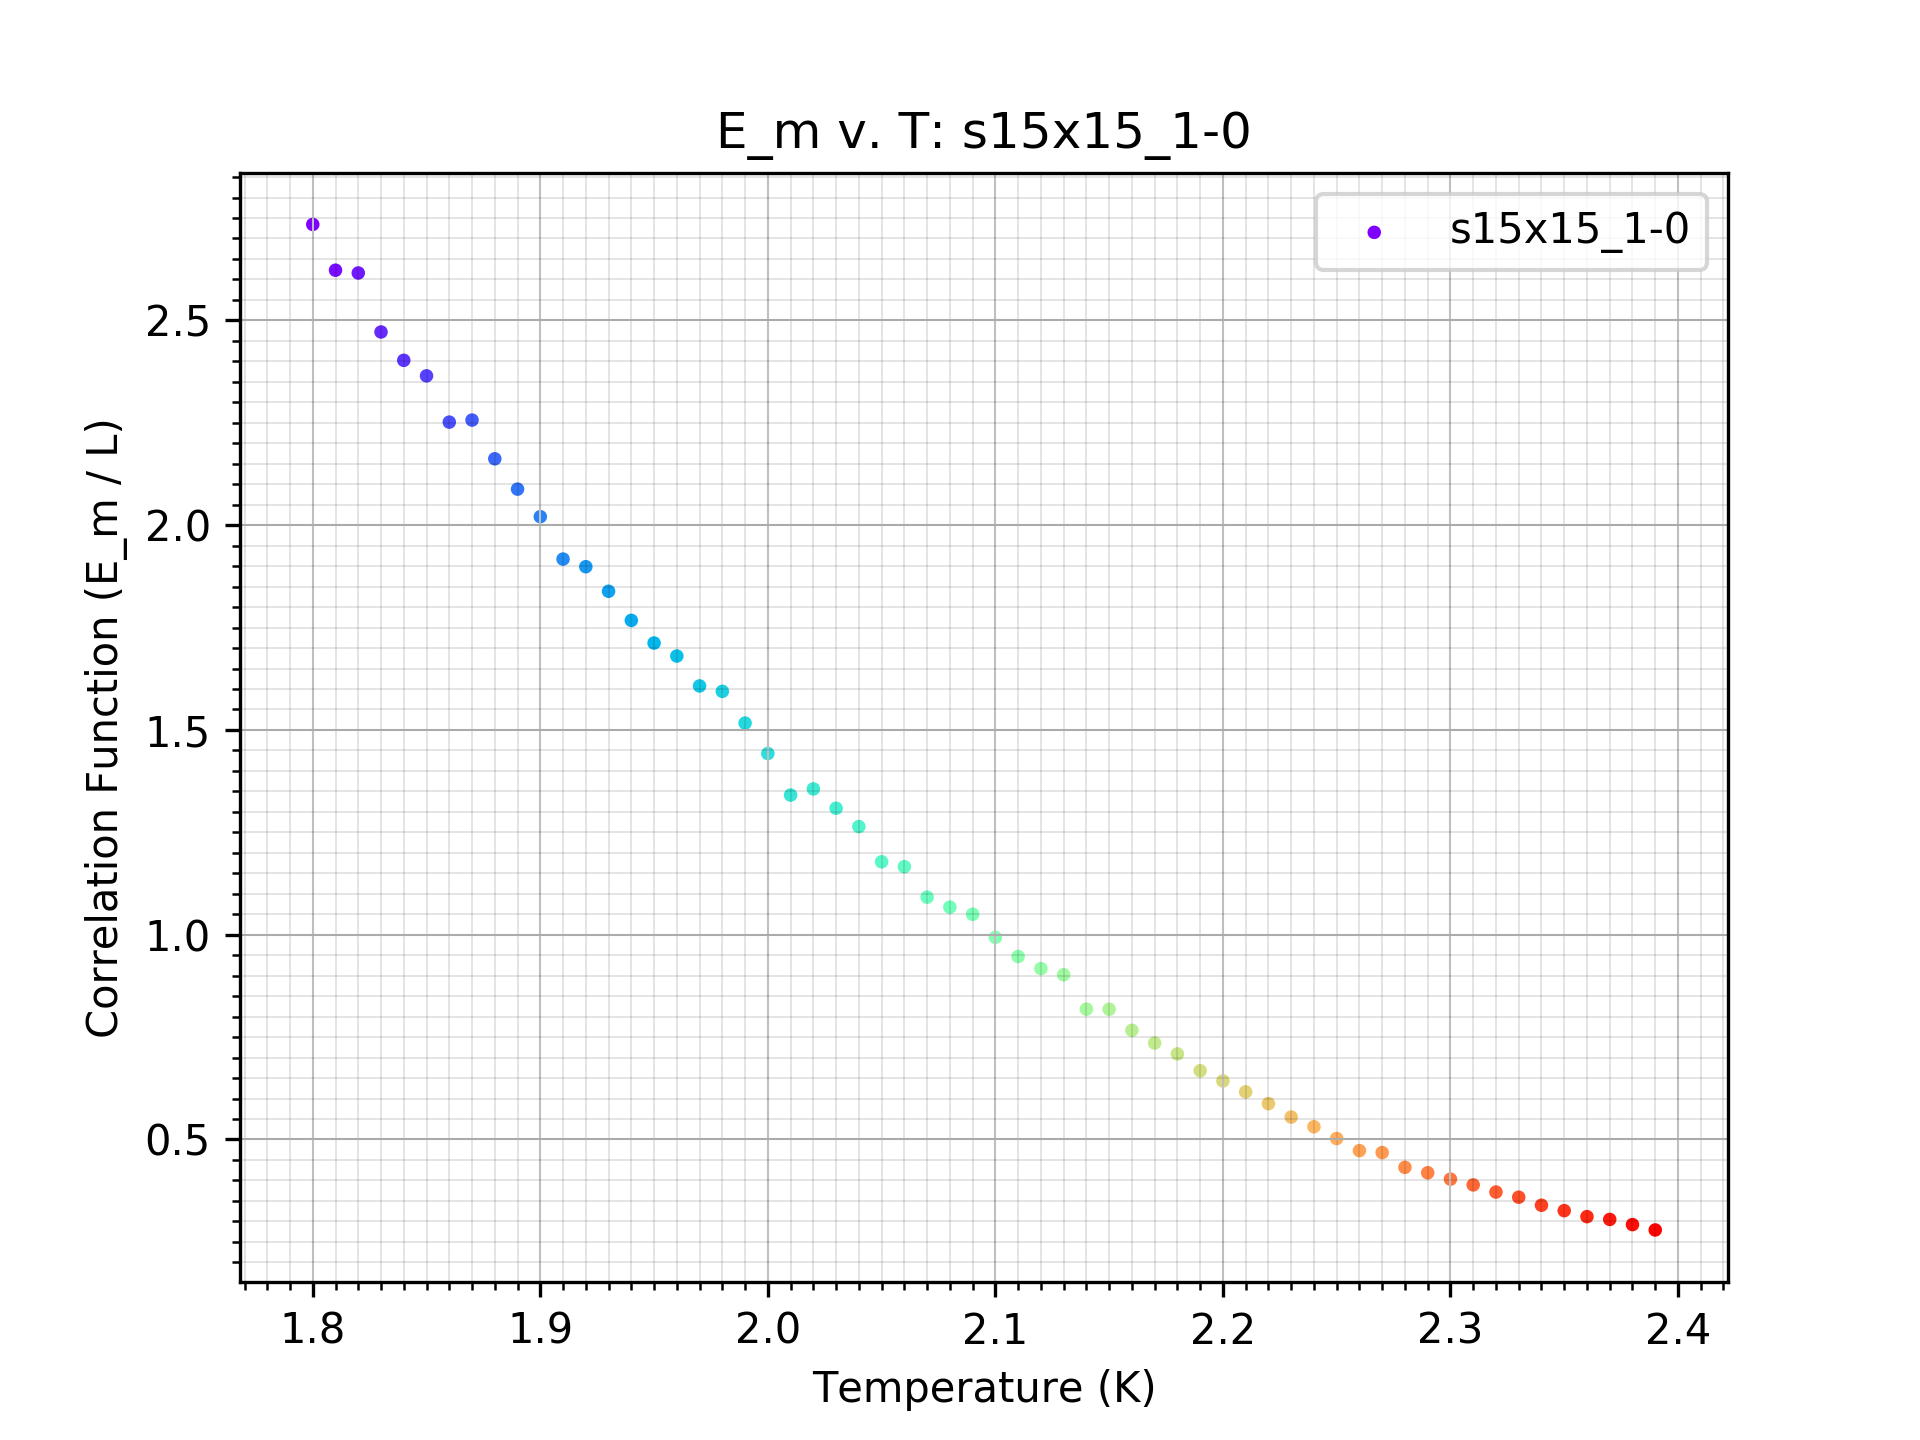 E_m v. T: s15x15_1-0
s15x15_1-0
Correlation Function (E_m / L)
2.5
2.0
1.5
1.0
0.5
1.8 1.9 2.0 2.1 2.2 2.3 2.4
Temperature (K)